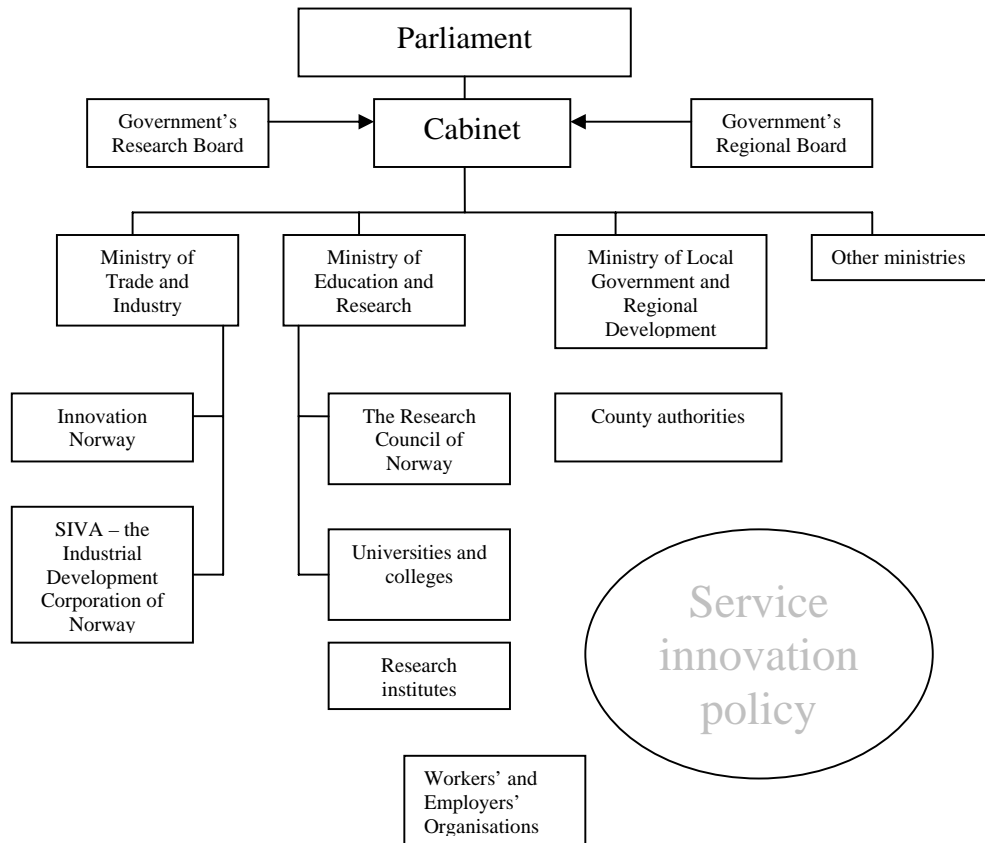 Parliament
Government’s
Research Board
Cabinet
Government’s
Regional Board
Ministry of
Trade and
Industry
Ministry of
Education and
Research
Ministry of Local
Government and
Regional
Development
Other ministries
Innovation
Norway
The Research
Council of
Norway
County authorities
SIVA – the
Industrial
Development
Corporation of
Norway
Universities and
colleges
Service
innovation
policy
Research
institutes
Workers’ and
Employers’
Organisations